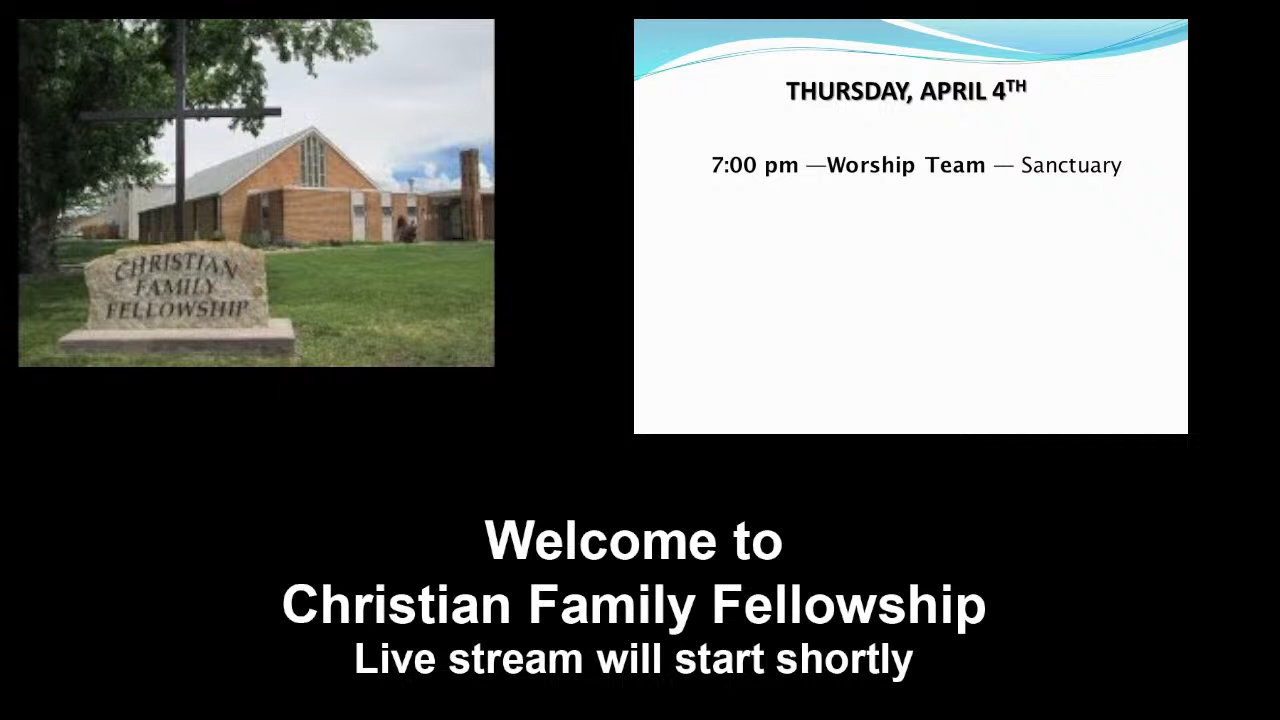 CHRISTIAN
FAMILY
FELLOWSHIP
THURSDAY, APRIL 4TH
7:00 pm —Worship Team — Sanctuary
Welcome to
Christian Family Fellowship
Live stream will start shortly